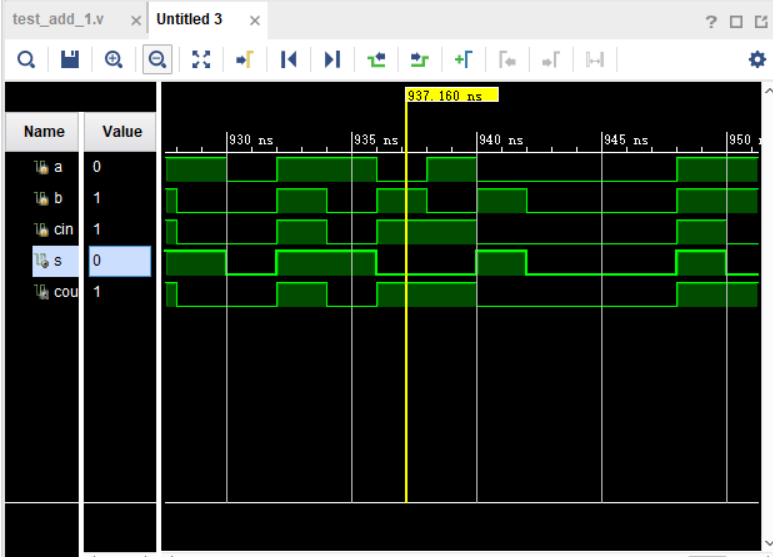 test_add_1.v × Untitled 3 × ?
937.160 ns
Name Value
930 ns 935 ns 940 ns 945 ns 950
a 0
b 1
cin 1
s 0
cou 1